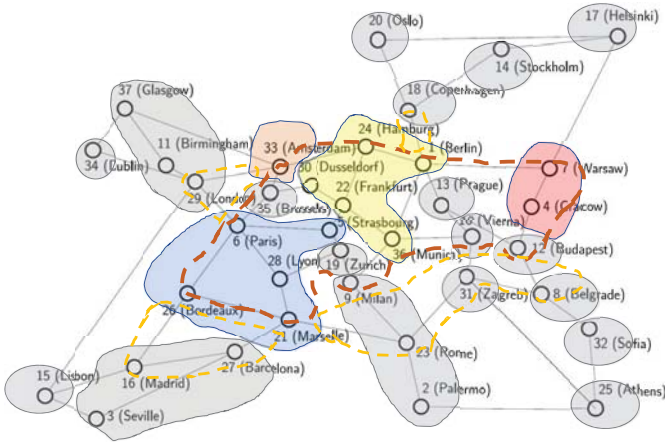 20 (Oslo)
17 (Helsinki)
14 (Stockholm)
37 (Glasgow)
18 (Copenhagen)
24 (Hamburg)
11 (Birmingham)
33 (Amsterdam)
1 (Berlin)
34 (Dublin)
30 (Dusseldorf)
7 (Warsaw)
29 (London)
22 (Frankfurt)
13 (Prague)
35 (Brussels)
4 (Cracow)
5 (Strasbourg)
6 (Paris)
36 (Munich)
(Vienna)
12 (Budapest)
28 (Lyon)
19 (Zurich)
9 (Milan)
31 (Zagreb)
8 (Belgrade)
26 (Bordeaux)
21 (Marselle)
32 (Sofia)
23 (Rome)
15 (Lisbon)
16 (Madrid)
27 (Barcelona)
2 (Palermo)
25 (Athens)
3 (Seville)